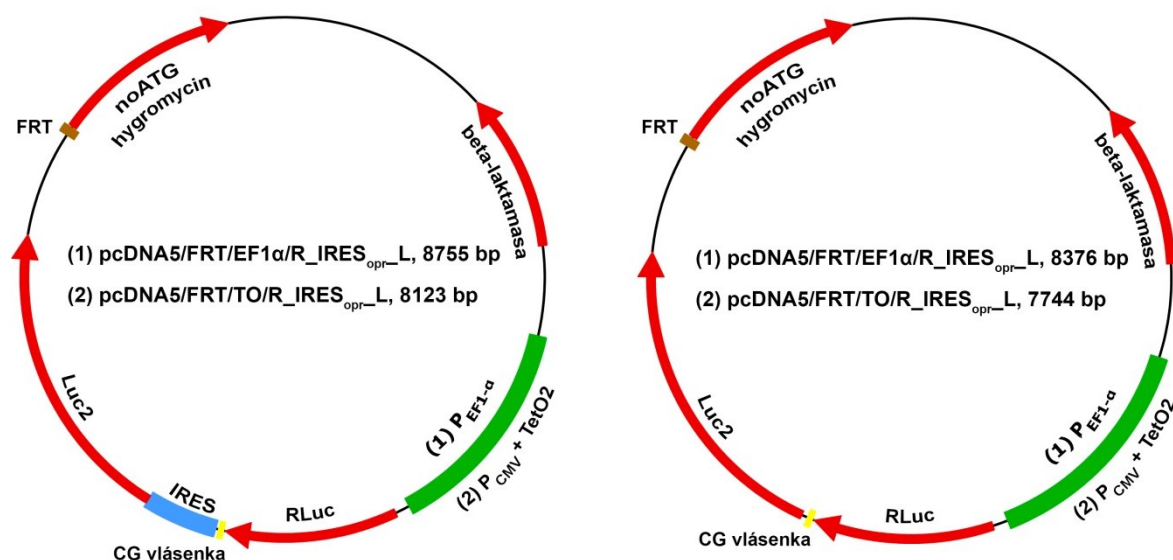 noATG
hygromycin
FRT
beta-laktamasa
(1) pcDNA5/FRT/EF1α/R_IRESopr_L, 8755 bp
(2) pcDNA5/FRT/TO/R_IRESopr_L, 8123 bp
Luc2
(1) PEF1-α
(2) PCMV + TetO2
IRES
RLuc
CG vlásenka
noATG
hygromycin
FRT
beta-laktamasa
(1) pcDNA5/FRT/EF1α/R_IRESopr_L, 8376 bp
(2) pcDNA5/FRT/TO/R_IRESopr_L, 7744 bp
Luc2
(1) PEF1-α
(2) PCMV + TetO2
RLuc
CG vlásenka